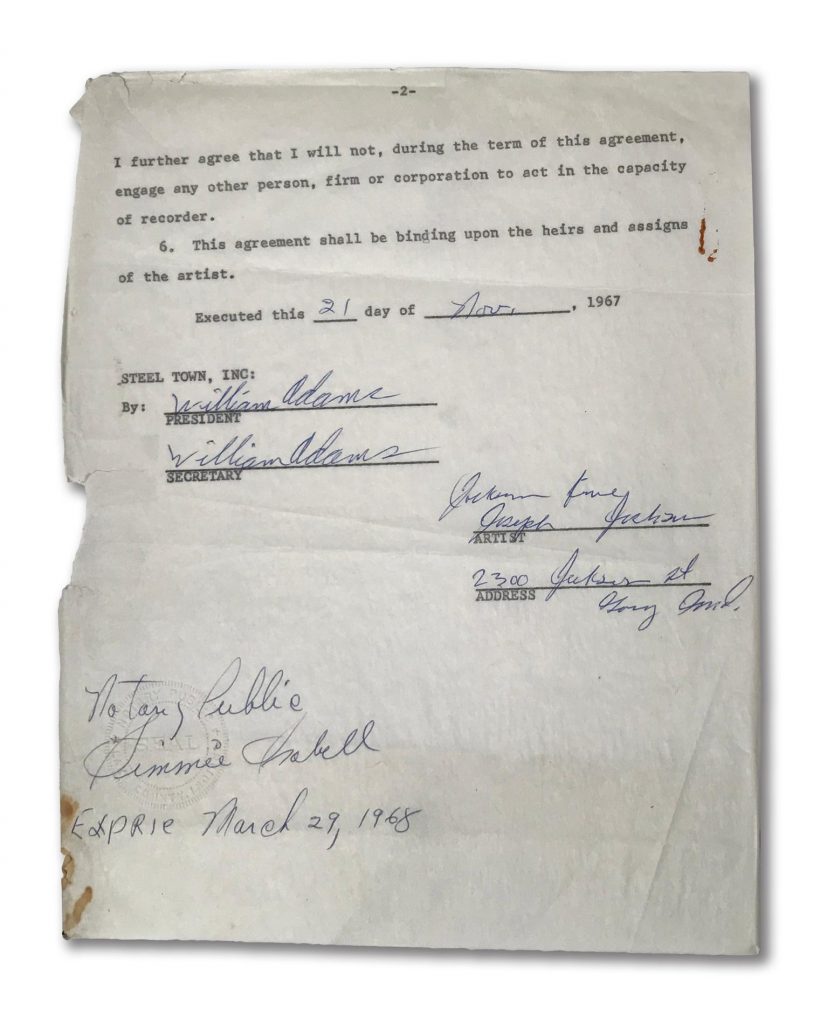 -2-
I further agree that I will not, during the term of this agreement,
engage any other person, firm or corporation to act in the capacity
of recorder.
6. This agreement shall be binding upon the heirs and assigns
of the artist.
Executed this 21 day of Nov. , 1967
STEEL TOWN, INC:
By: William Adams
PRESIDENT
William Adams
SECRETARY
Jackson Five
Joseph Jackson
ARTIST
2300 Jackson St
ADDRESS
Gary Ind.
Notary Public
SEAL
Jimmie
EXPRIE March 29, 1968